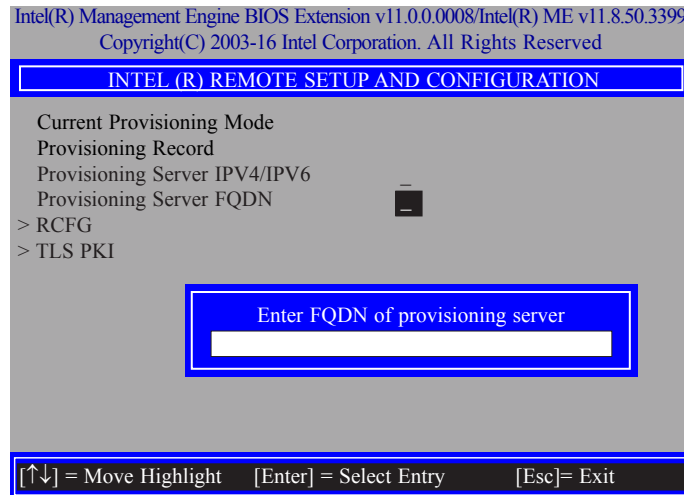 Intel(R) Management Engine BIOS Extension v11.0.0.0008/Intel(R) ME v11.8.50.3399
Copyright(C) 2003-16 Intel Corporation. All Rights Reserved
INTEL (R) REMOTE SETUP AND CONFIGURATION
Current Provisioning Mode
Provisioning Record
Provisioning Server IPV4/IPV6 _
Provisioning Server FQDN _
> RCFG
> TLS PKI
Enter FQDN of provisioning server
[↑↓] = Move Highlight [Enter] = Select Entry [Esc]= Exit